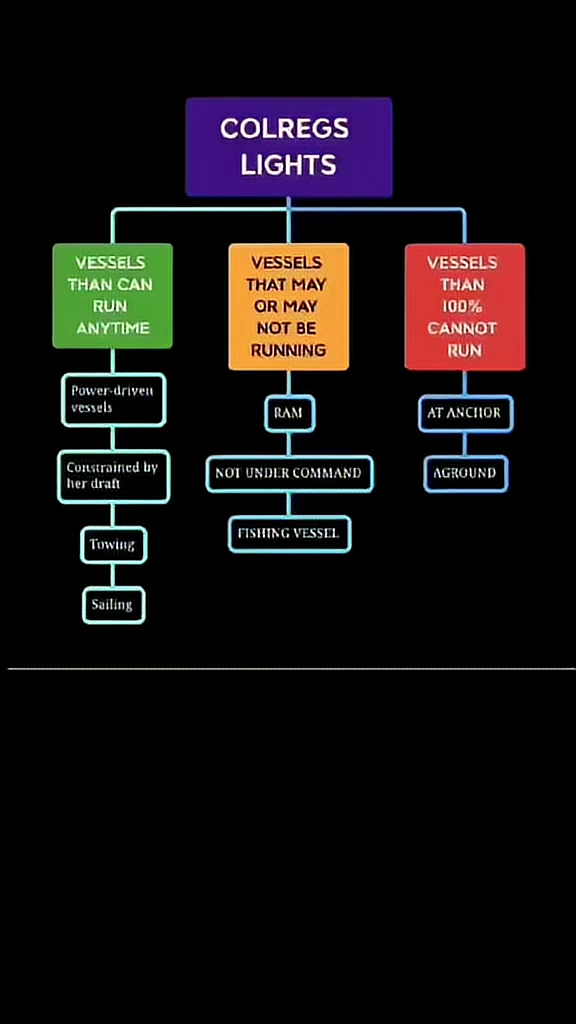 COLREGS
LIGHTS
VESSELS
THAN CAN
RUN
ANYTIME
Power-driven
vessels
Constrained by
her draft
Towing
Sailing
VESSELS
THAT MAY
OR MAY
NOT BE
RUNNING
RAM
NOT UNDER COMMAND
FISHING VESSEL
VESSELS
THAN
100%
CANNOT
RUN
AT ANCHOR
AGROUND